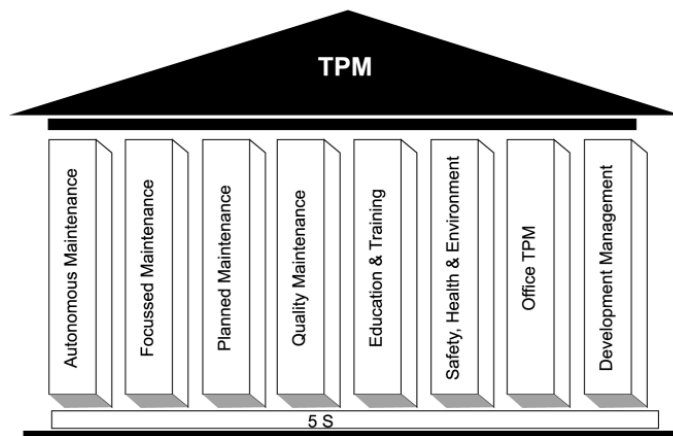 TPM
Autonomous Maintenance
Focussed Maintenance
Planned Maintenance
Quality Maintenance
Education & Training
Safety, Health & Environment
Office TPM
Development Management
5 S